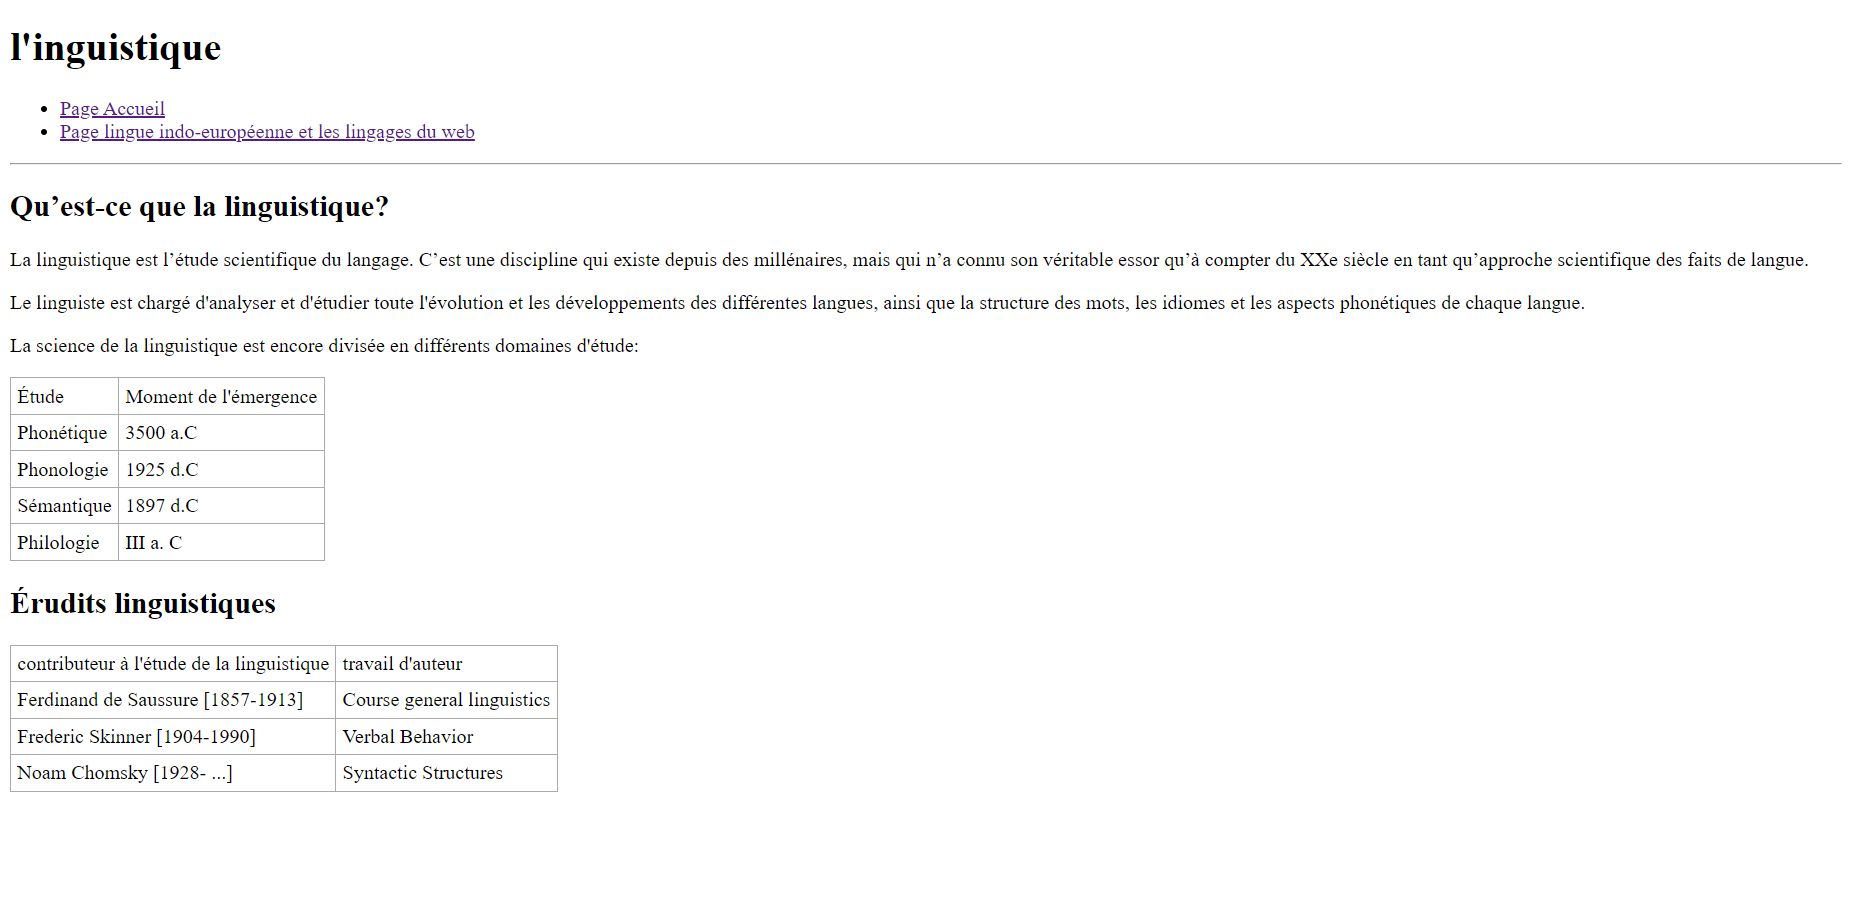 l'inguistique
Page Accueil
Page lingue indo-européenne et les lingages du web
Qu’est-ce que la linguistique?
La linguistique est l’étude scientifique du langage. C’est une discipline qui existe depuis des millénaires, mais qui n’a connu son véritable essor qu’à compter du XXe siècle en tant qu’approche scientifique des faits de langue.
Le linguiste est chargé d'analyser et d'étudier toute l'évolution et les développements des différentes langues, ainsi que la structure des mots, les idiomes et les aspects phonétiques de chaque langue.
La science de la linguistique est encore divisée en différents domaines d'étude:
Étude Moment de l'émergence
Phonétique 3500 a.C
Phonologie 1925 d.C
Sémantique 1897 d.C
Philologie III a. C
Érudits linguistiques
contributeur à l'étude de la linguistique travail d'auteur
Ferdinand de Saussure [1857-1913] Course general linguistics
Frederic Skinner [1904-1990] Verbal Behavior
Noam Chomsky [1928- ...] Syntactic Structures